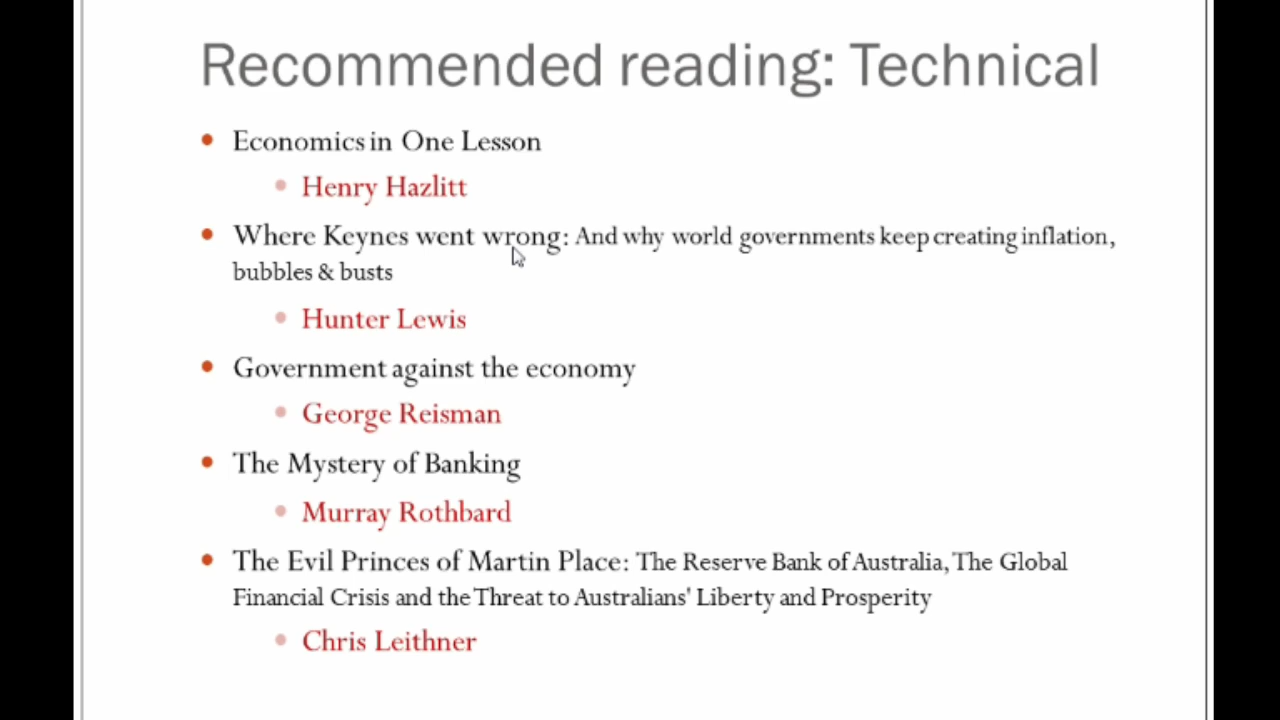 Recommended reading: Technical
Economics in One Lesson
Henry Hazlitt
Where Keynes went wrong: And why world governments keep creating inflation,
bubbles & busts
Hunter Lewis
Government against the economy
George Reisman
The Mystery of Banking
Murray Rothbard
The Evil Princes of Martin Place: The Reserve Bank of Australia, The Global
Financial Crisis and the Threat to Australians' Liberty and Prosperity
Chris Leithner